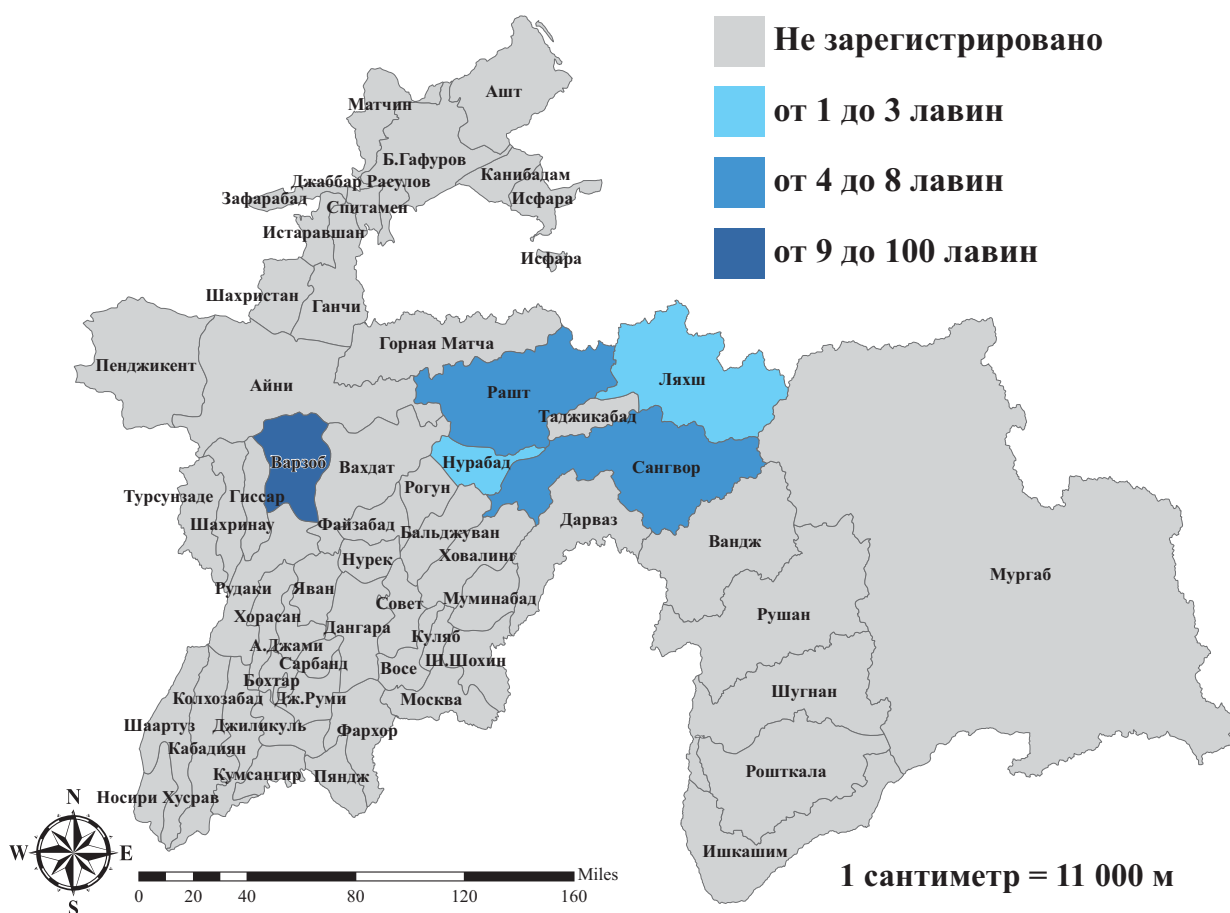 Не зарегистрировано
от 1 до 3 лавин
от 4 до 8 лавин
от 9 до 100 лавин
Ашт
Матчин
Б.Гафуров
Канибадам
Джаббар Расулов
Зафарабад
Исфара
Спитамен
Истаравшан
Исфара
Шахристан
Ганчи
Горная Матча
Пенджикент
Айни
Рашт
Ляхш
Таджикабад
Варзоб
Вахдат
Нурабад
Сангвор
Турсунзаде
Гиссар
Рогун
Шахринау
Файзабад
Бальджуван
Дарваз
Вандж
Ховалинг
Нурек
Мургаб
Рудаки
Яван
Совет
Муминабад
Рушан
Хорасан
Дангара
Куляб
А.Джами
Сарбанд
Восе
Ш.Шохин
Бохтар
Шугнан
Колхозабад
Дж.Руми
Москва
Шаартуз
Джиликуль
Фархор
Кабадиян
Рошткала
Кумсангир
Пяндж
Носири Хусрав
Ишкашим
N
W
E
S
Miles
0
20
40
80
120
160
1 сантиметр = 11 000 м